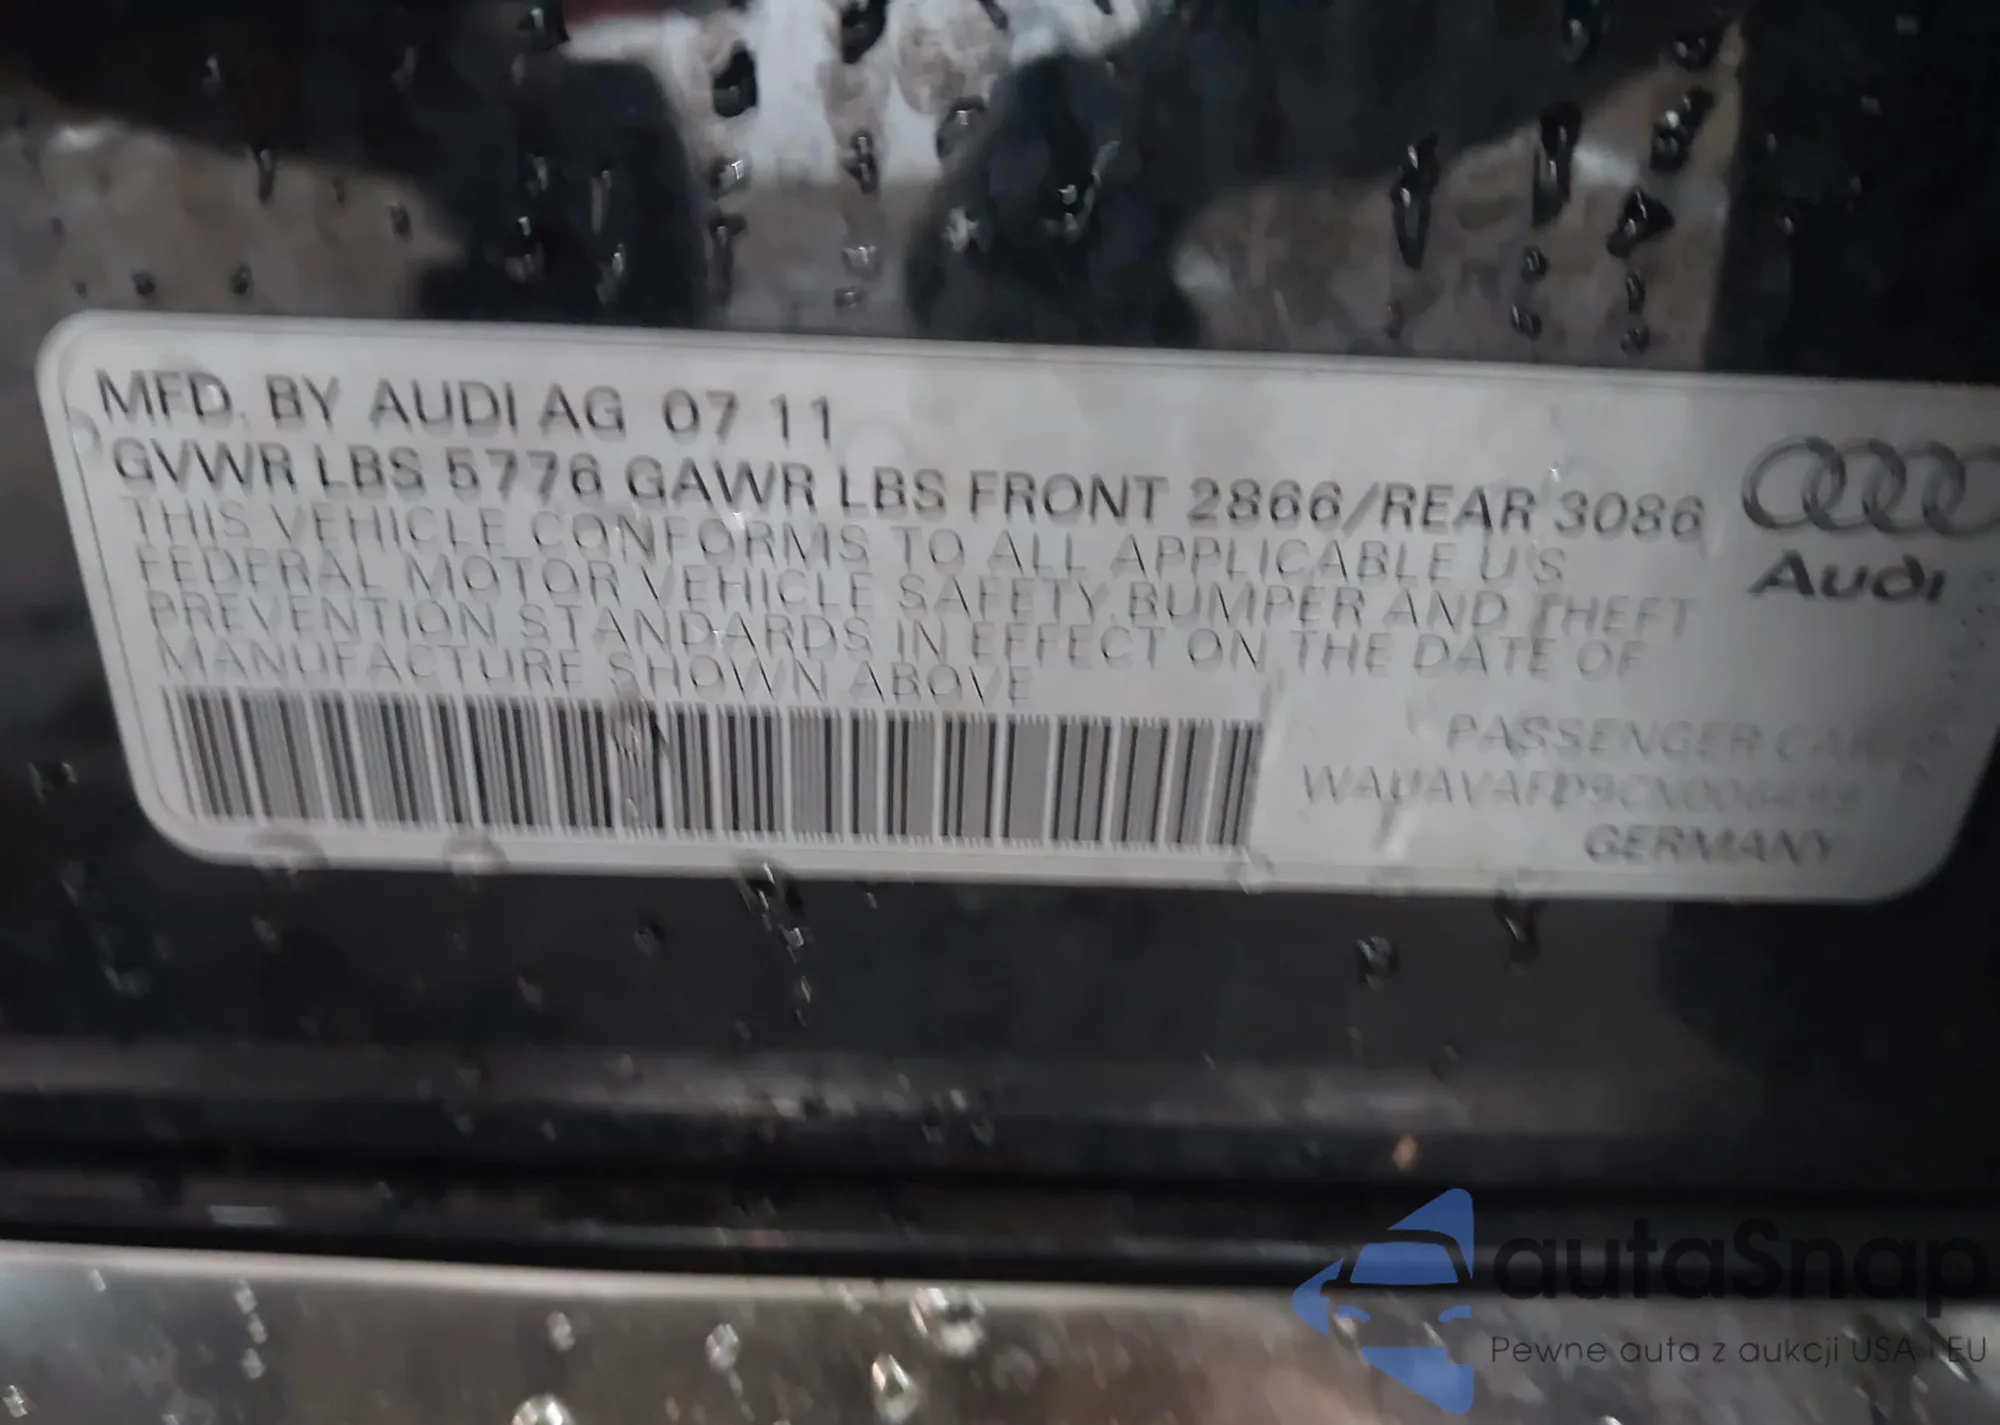 MFD. BY AUDI AG 07 11
GVWR LBS 5776 GAWR LBS FRONT 2866/REAR 3086
THIS VEHICLE CONFORMS TO ALL APPLICABLE U S
FEDERAL MOTOR VEHICLE SAFETY, BUMPER AND THEFT
PREVENTION STANDARDS IN EFFECT ON THE DATE OF
MANUFACTURE SHOWN ABOVE
Audi
PASSENGER CAR
GERMANY
autaSnap
Pewne auta z aukcji USA i EU